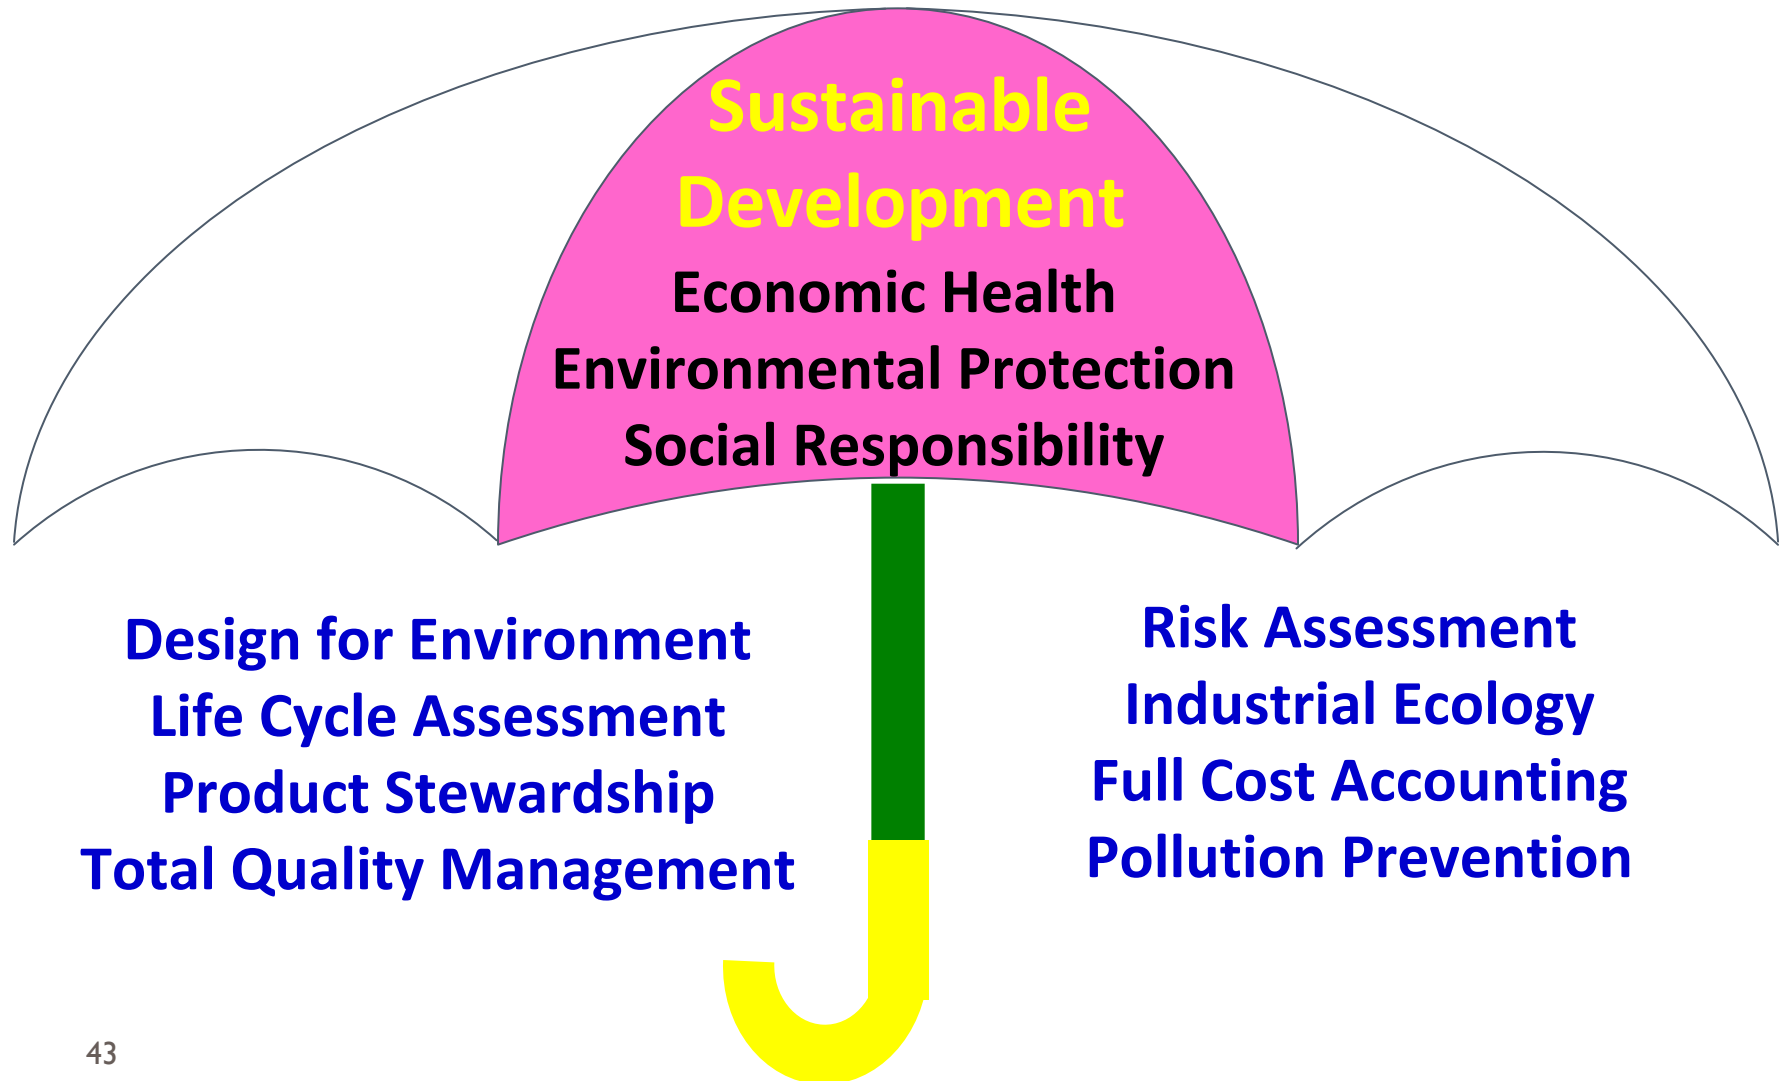 Sustainable
Development
Economic Health
Environmental Protection
Social Responsibility
Design for Environment
Life Cycle Assessment
Product Stewardship
Total Quality Management
Risk Assessment
Industrial Ecology
Full Cost Accounting
Pollution Prevention
43